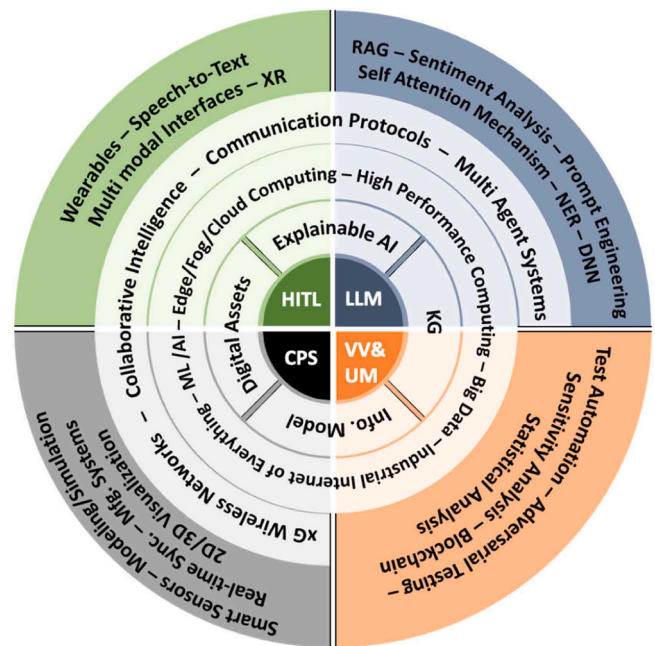 Wearables – Speech-to-Text
Multi modal Interfaces – XR
RAG – Sentiment Analysis – Prompt Engineering
Self Attention Mechanism – NER – DNN
Collaborative Intelligence – Communication Protocols – Multi Agent Systems
ML /AI – Edge/Fog/Cloud Computing – High Performance Computing – Big Data – Industrial Internet of Everything –
Explainable AI
Digital Assets
KG
Info. Model
HITL
LLM
CPS
VV&
UM
xG Wireless Networks –
2D/3D Visualization
Real-time Sync. – Mfg. Systems
Smart Sensors – Modeling/Simulation
Test Automation – Adversarial Testing –
Sensitivity Analysis – Blockchain
Statistical Analysis